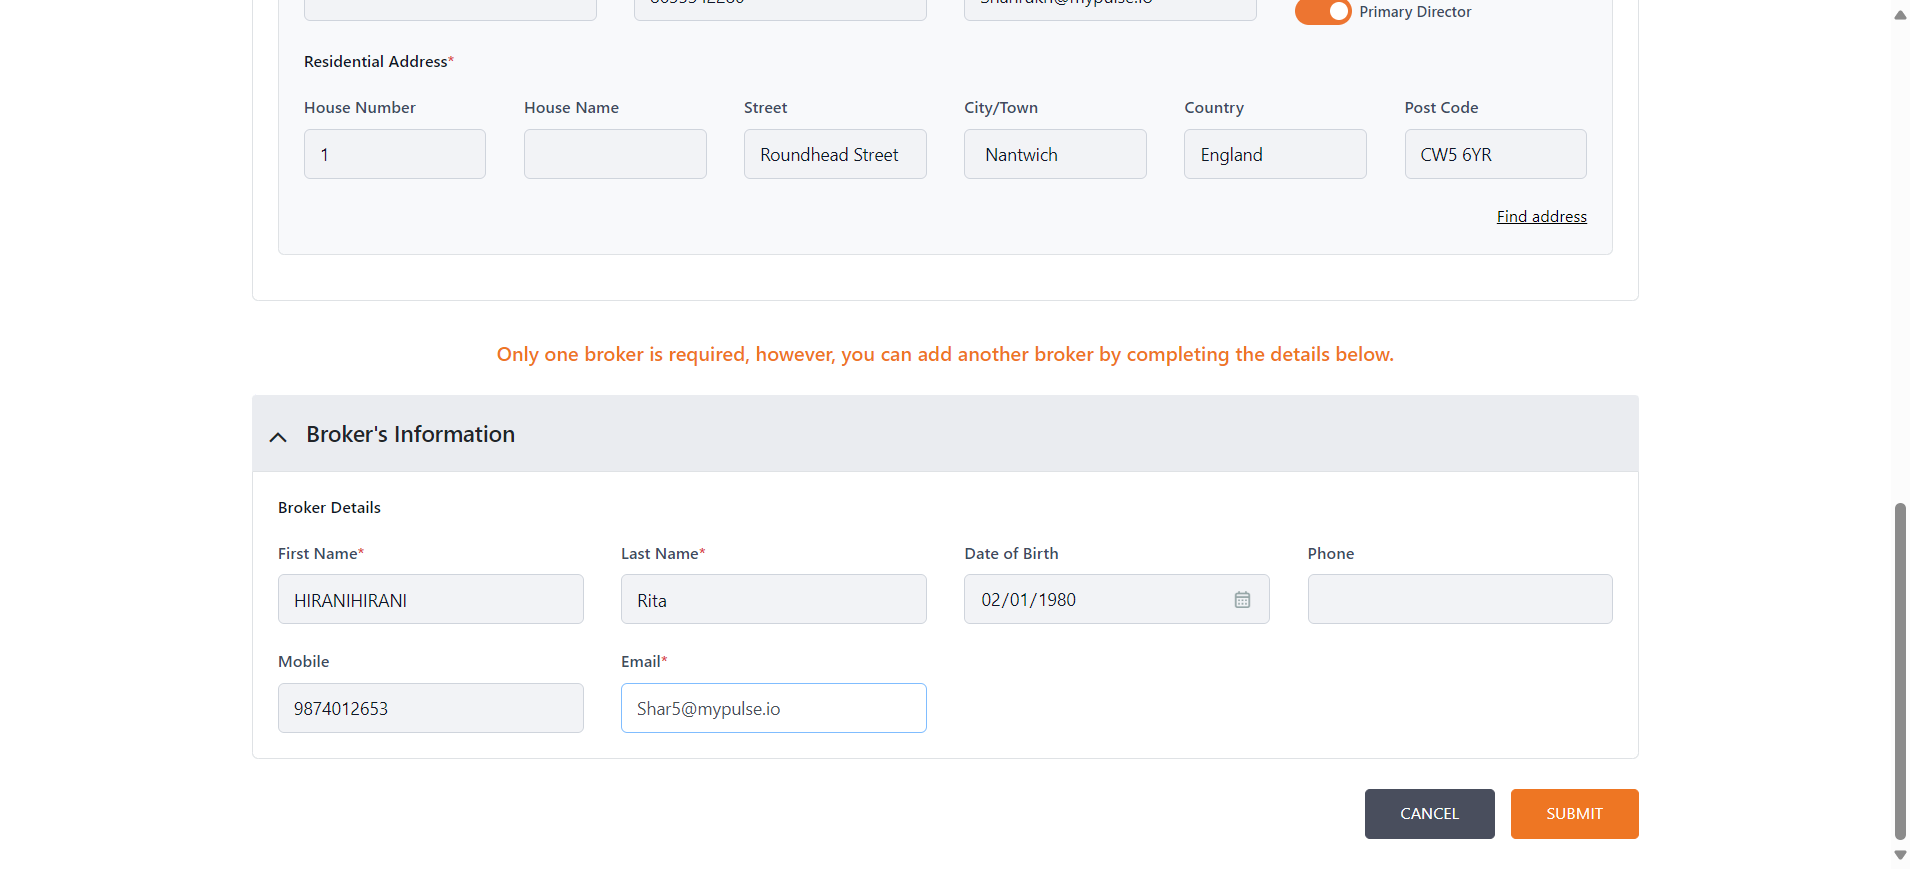 Primary Director
Residential Address*
House Number House Name Street City/Town Country Post Code
1 Roundhead Street Nantwich England CW5 6YR
Find address
Only one broker is required, however, you can add another broker by completing the details below.
Broker's Information
Broker Details
First Name* Last Name* Date of Birth Phone
HIRANIHIRANI Rita 02/01/1980
Mobile Email*
9874012653 Shar5@mypulse.io
CANCEL SUBMIT